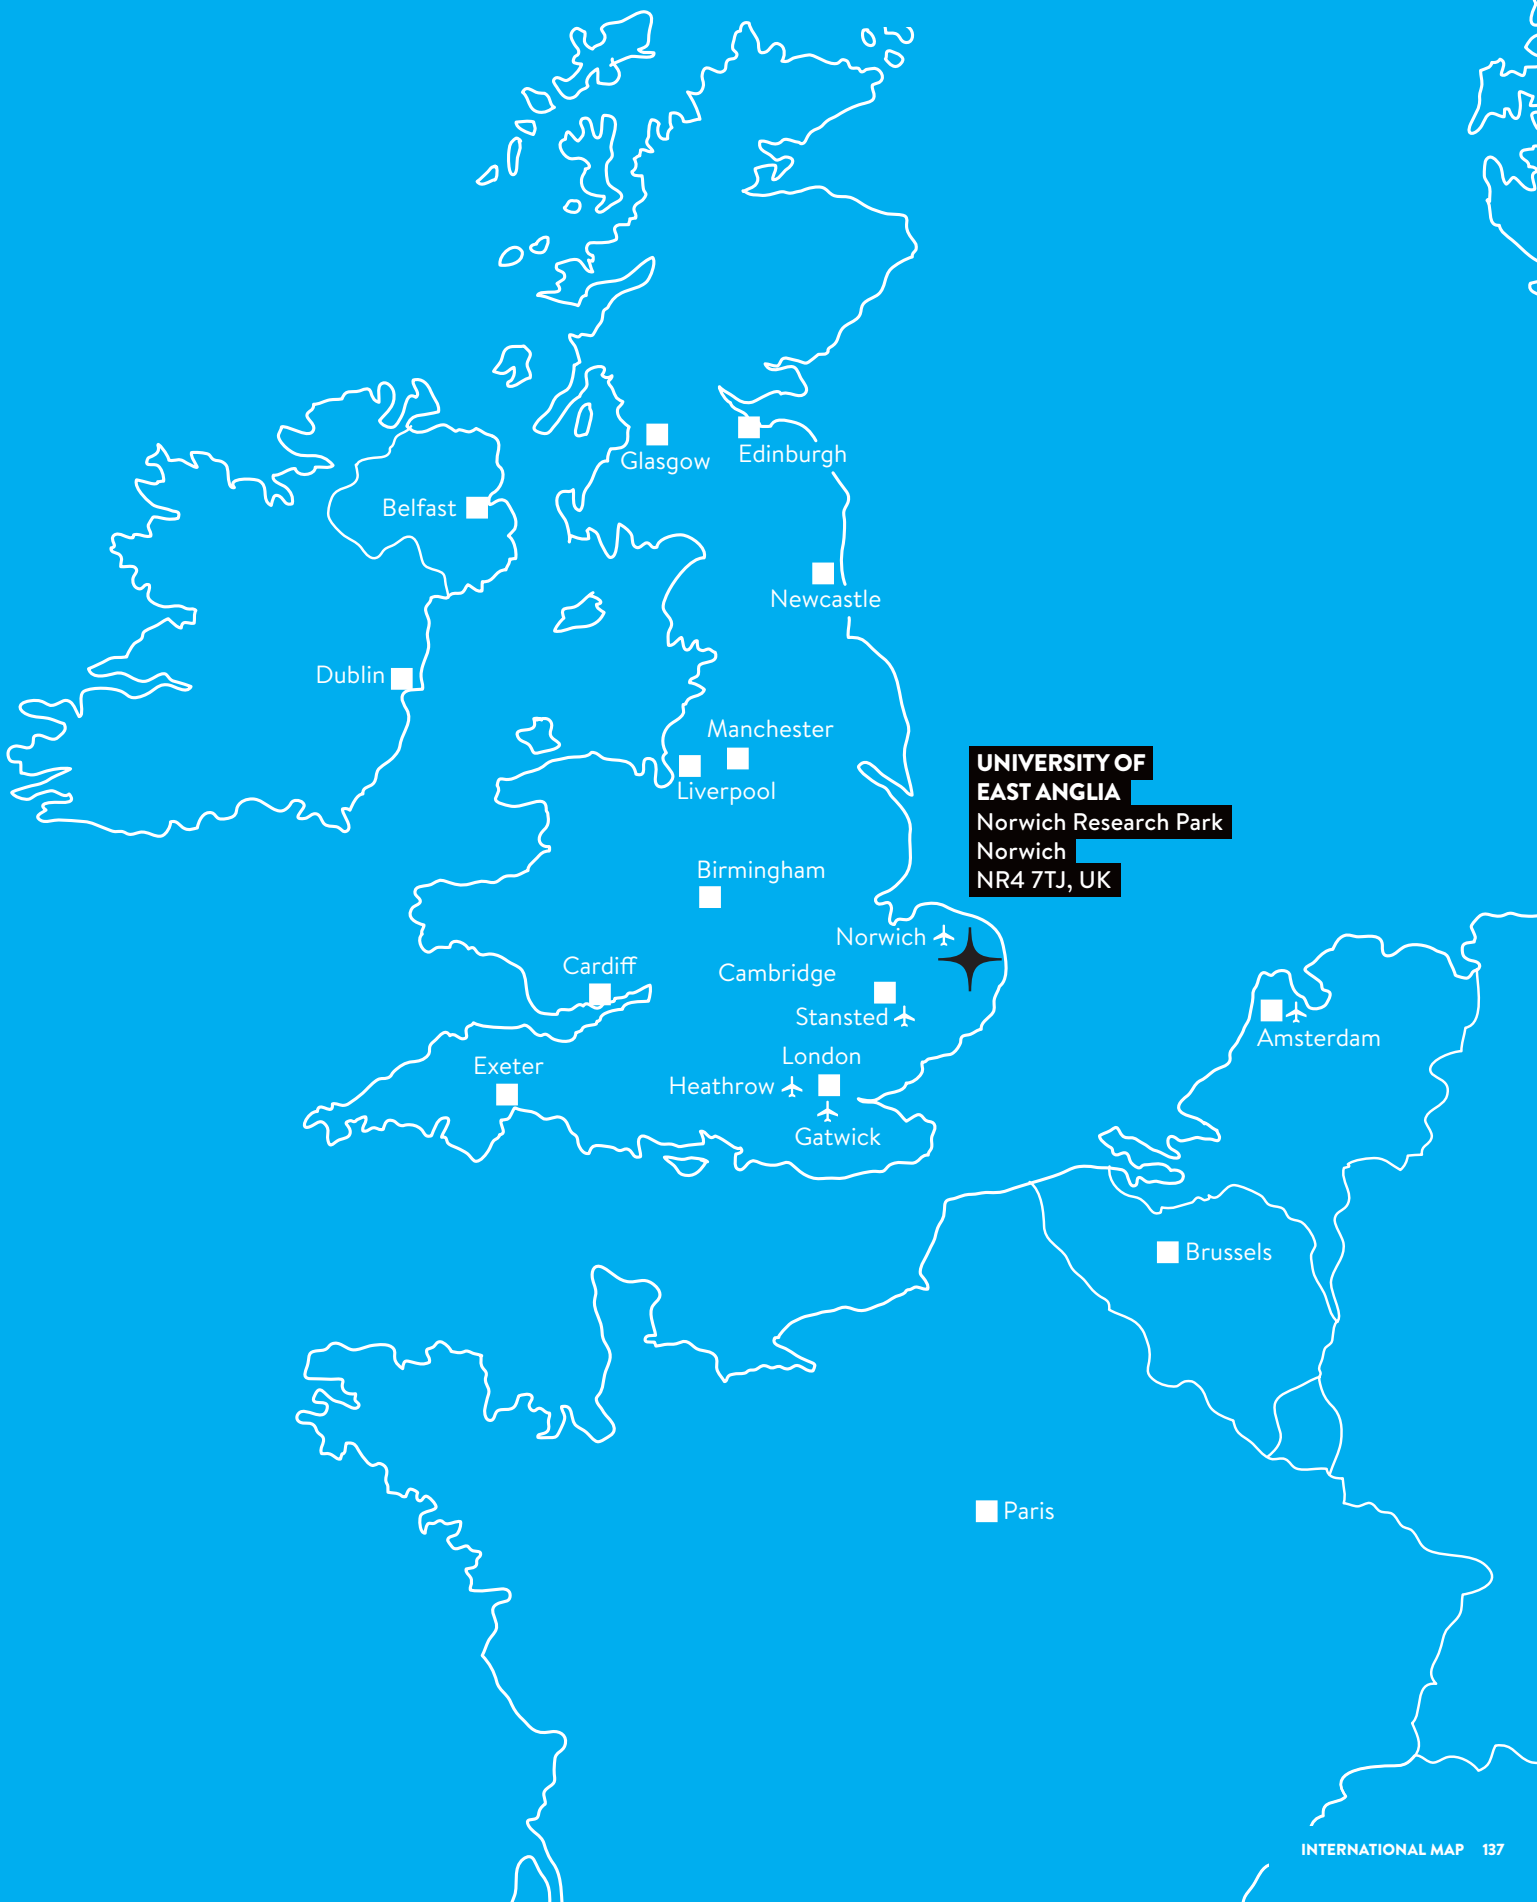 Glasgow
Edinburgh
Belfast
Newcastle
Dublin
Manchester
Liverpool
UNIVERSITY OF
EAST ANGLIA
Norwich Research Park
Norwich
NR4 7TJ, UK
Birmingham
Norwich
Cardiff
Cambridge
Stansted
Amsterdam
London
Exeter
Heathrow
Gatwick
Brussels
Paris
INTERNATIONAL MAP 137